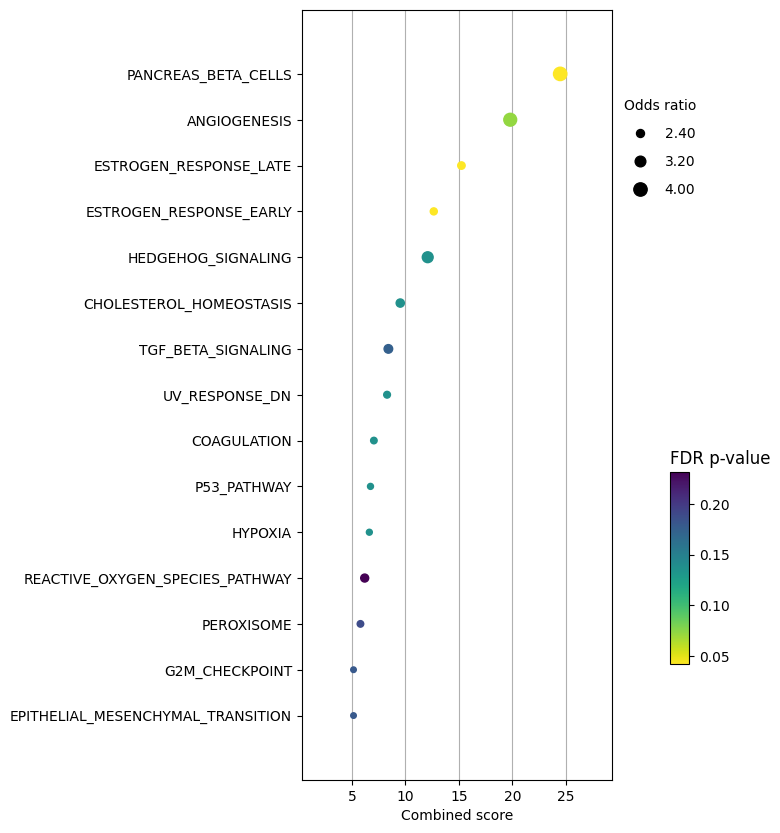 PANCREAS_BETA_CELLS
ANGIOGENESIS
ESTROGEN_RESPONSE_LATE
ESTROGEN_RESPONSE_EARLY
HEDGEHOG_SIGNALING
CHOLESTEROL_HOMEOSTASIS
TGF_BETA_SIGNALING
UV_RESPONSE_DN
COAGULATION
P53_PATHWAY
HYPOXIA
REACTIVE_OXYGEN_SPECIES_PATHWAY
PEROXISOME
G2M_CHECKPOINT
EPITHELIAL_MESENCHYMAL_TRANSITION
5 10 15 20 25
Combined score
Odds ratio
2.40
3.20
4.00
FDR p-value
0.20
0.15
0.10
0.05